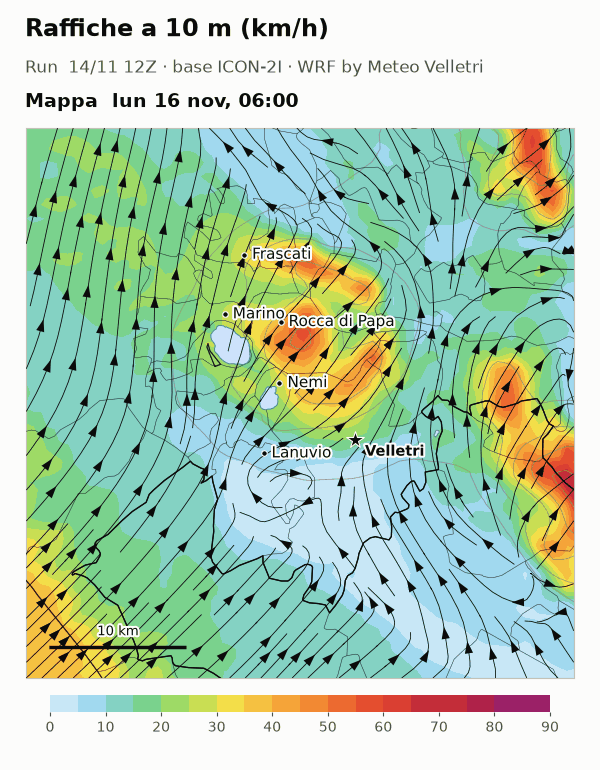 Raffiche a 10 m (km/h)
Run  14/11 12Z · base ICON-2I · WRF by Meteo Velletri
Mappa  lun 16 nov, 06:00
Frascati
Marino
Rocca di Papa
Nemi
Velletri
Lanuvio
10 km
0 10 20 30 40 50 60 70 80 90